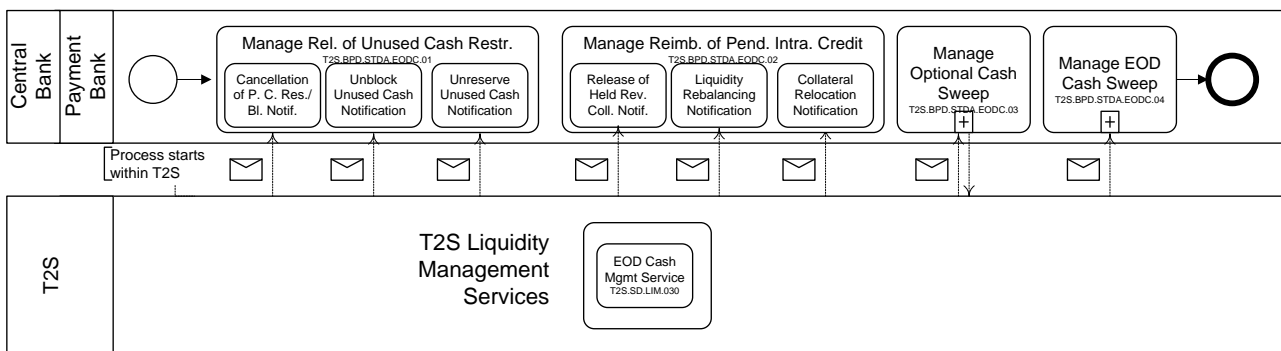 Central
Bank
Payment
Bank
Manage Rel. of Unused Cash Restr.
T2S.BPD.STDA.EODC.01
Cancellation
of P. C. Res./
Bl. Notif.
Unblock
Unused Cash
Notification
Unreserve
Unused Cash
Notification
Manage Reimb. of Pend. Intra. Credit
T2S.BPD.STDA.EODC.02
Release of
Held Rev.
Coll. Notif.
Liquidity
Rebalancing
Notification
Collateral
Relocation
Notification
Manage
Optional Cash
Sweep
T2S.BPD.STDA.EODC.03
Manage EOD
Cash Sweep
T2S.BPD.STDA.EODC.04
Process starts
within T2S
T2S
T2S Liquidity
Management
Services
EOD Cash
Mgmt Service
T2S.SD.LIM.030